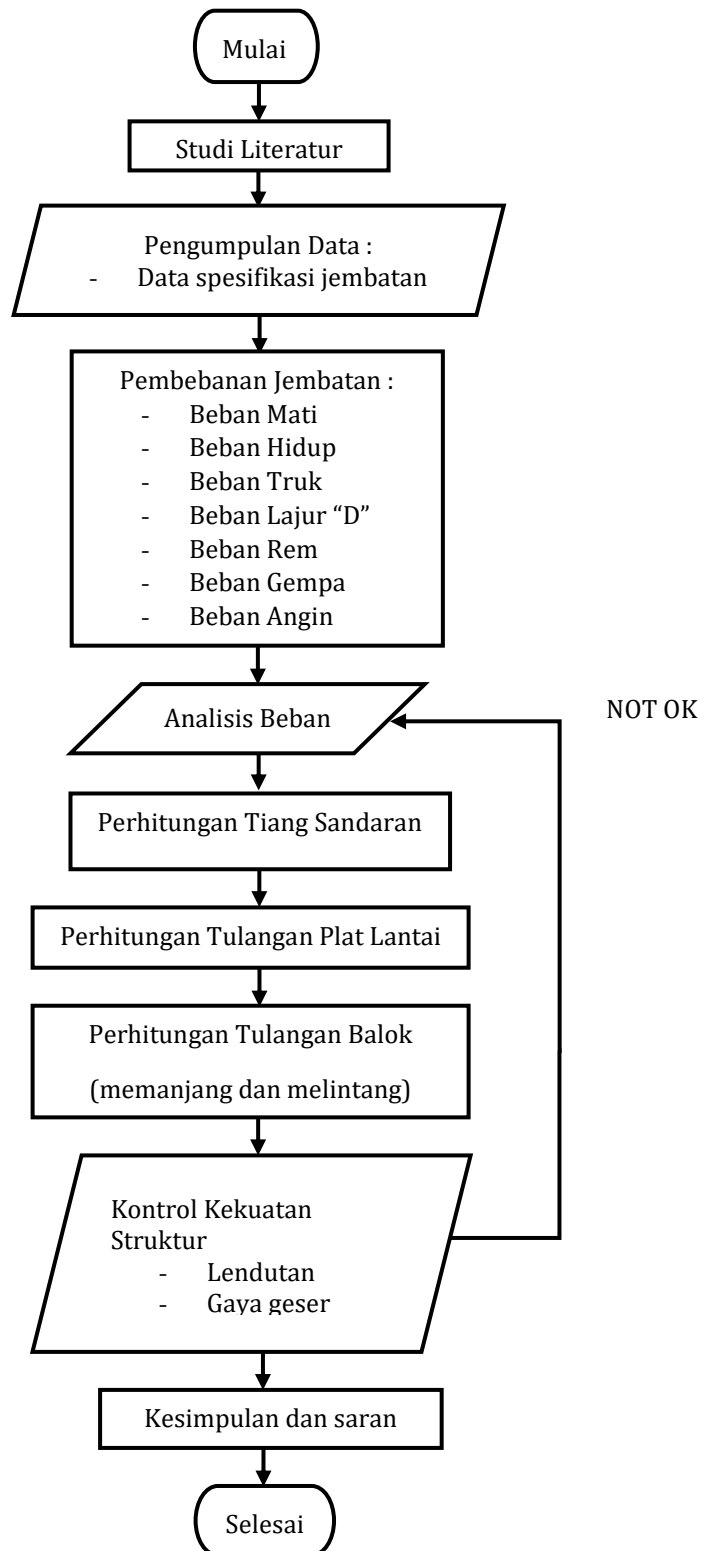 Mulai
Studi Literatur
Pengumpulan Data :
- Data spesifikasi jembatan
Pembebanan Jembatan :
- Beban Mati
- Beban Hidup
- Beban Truk
- Beban Lajur “D”
- Beban Rem
- Beban Gempa
- Beban Angin
Analisis Beban
NOT OK
Perhitungan Tiang Sandaran
Perhitungan Tulangan Plat Lantai
Perhitungan Tulangan Balok
(memanjang dan melintang)
Kontrol Kekuatan
Struktur
- Lendutan
- Gaya geser
Kesimpulan dan saran
Selesai